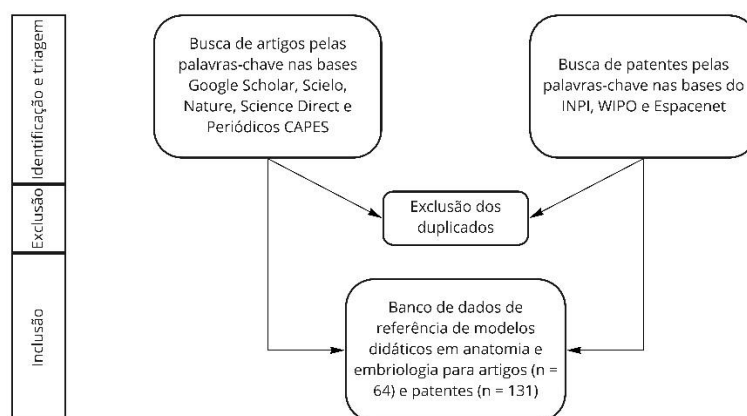 Identificação e triagem
Busca de artigos pelas
palavras-chave nas bases
Google Scholar, Scielo,
Nature, Science Direct e
Periódicos CAPES
Busca de patentes pelas
palavras-chave nas bases do
INPI, WIPO e Espacenet
Exclusão
Exclusão dos
duplicados
Inclusão
Banco de dados de
referência de modelos
didáticos em anatomia e
embriologia para artigos (n =
64) e patentes (n = 131)